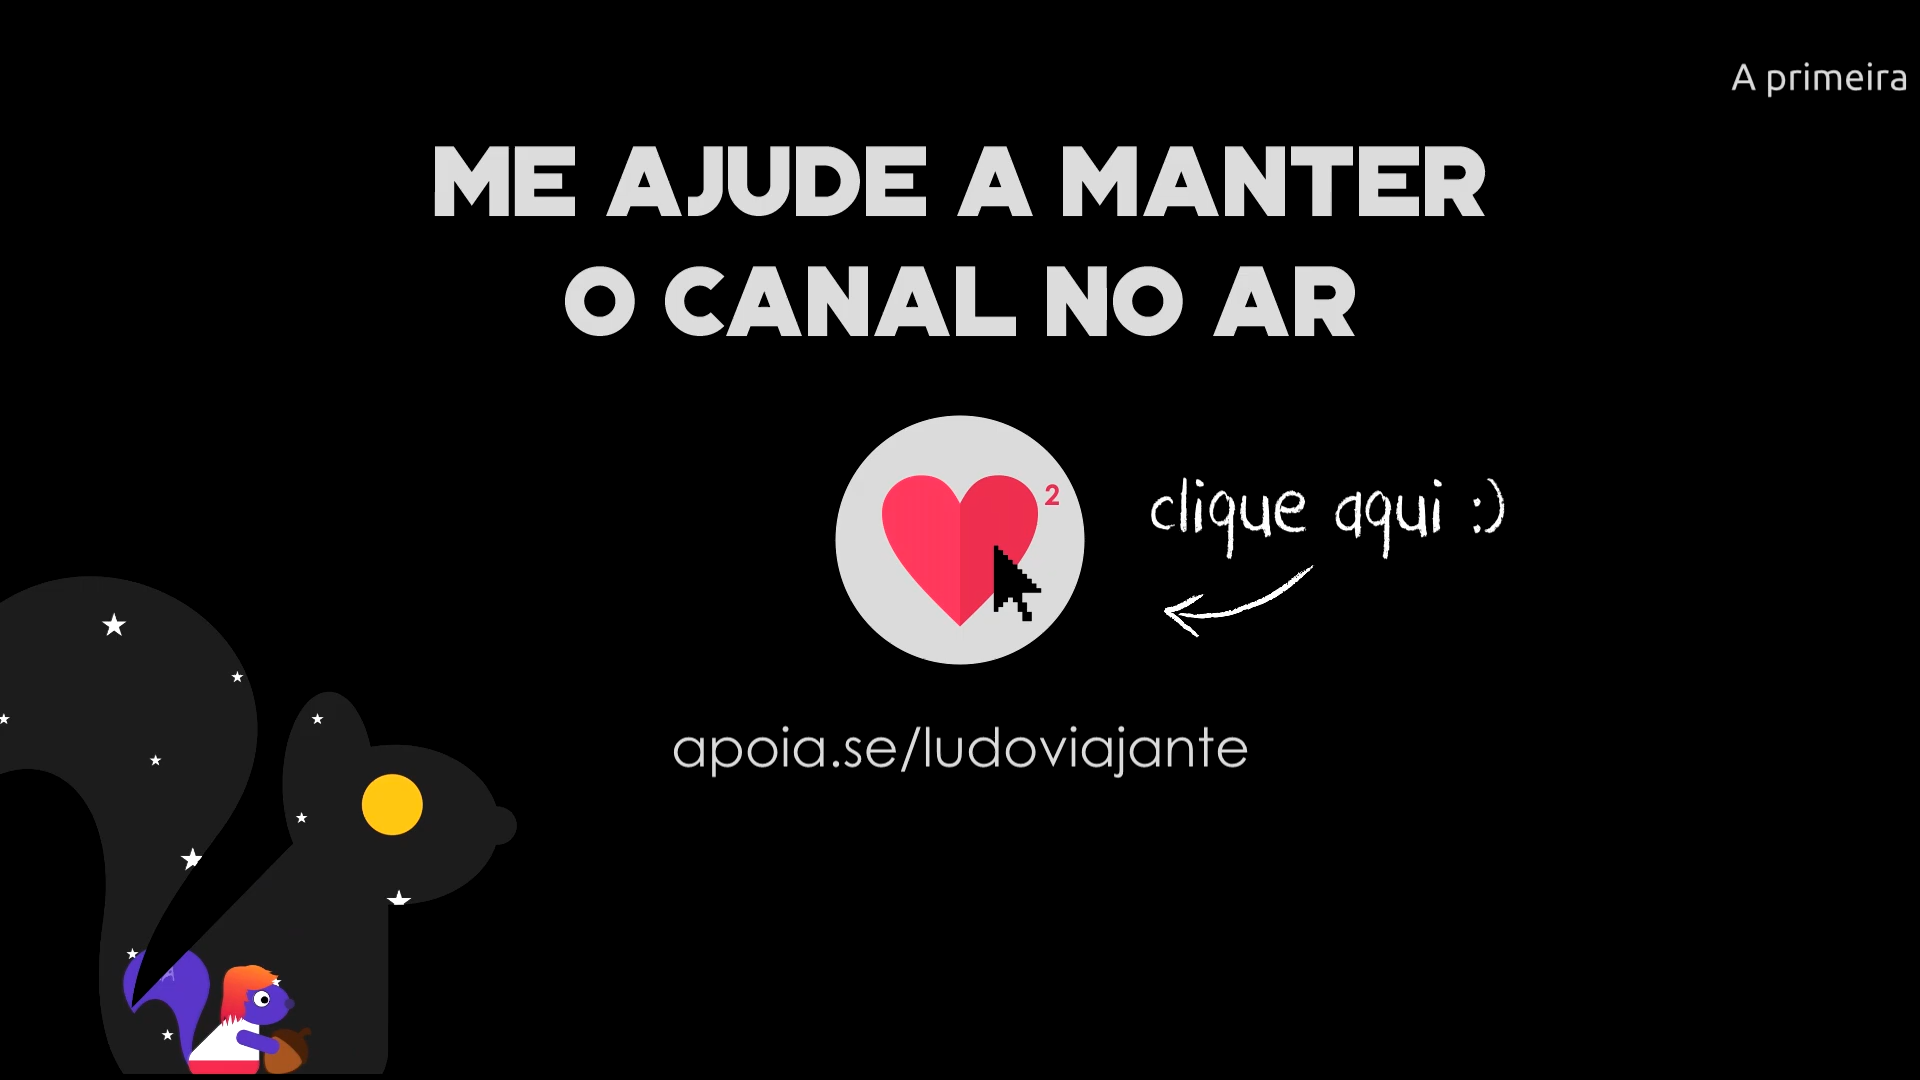 A primeira
ME AJUDE A MANTER
O CANAL NO AR
2
clique aqui :)
apoia.se/ludoviajante